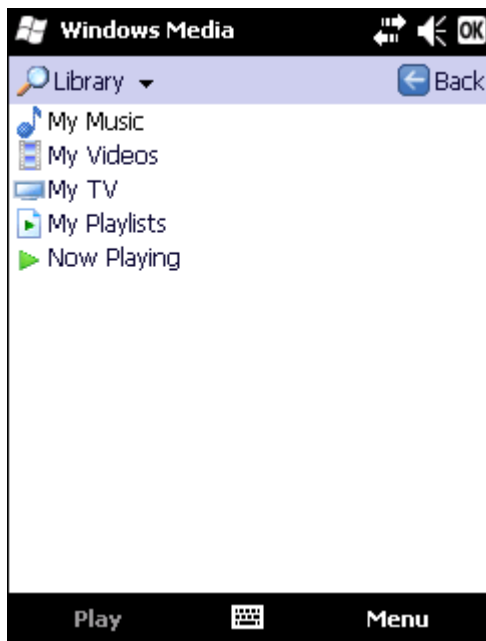 Windows Media OK
Library Back
My Music
My Videos
My TV
My Playlists
Now Playing
Play Menu